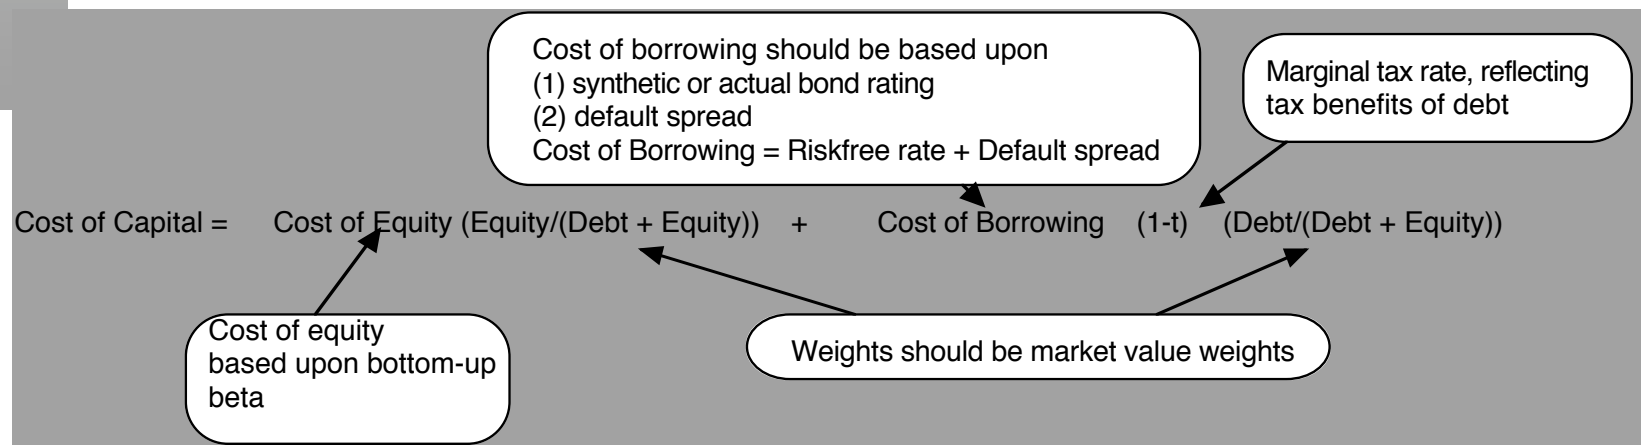 Cost of borrowing should be based upon
(1) synthetic or actual bond rating
(2) default spread
Cost of Borrowing = Riskfree rate + Default spread
Marginal tax rate, reflecting
tax benefits of debt
Cost of Capital = Cost of Equity (Equity/(Debt + Equity)) + Cost of Borrowing (1-t) (Debt/(Debt + Equity))
Cost of equity
based upon bottom-up
beta
Weights should be market value weights